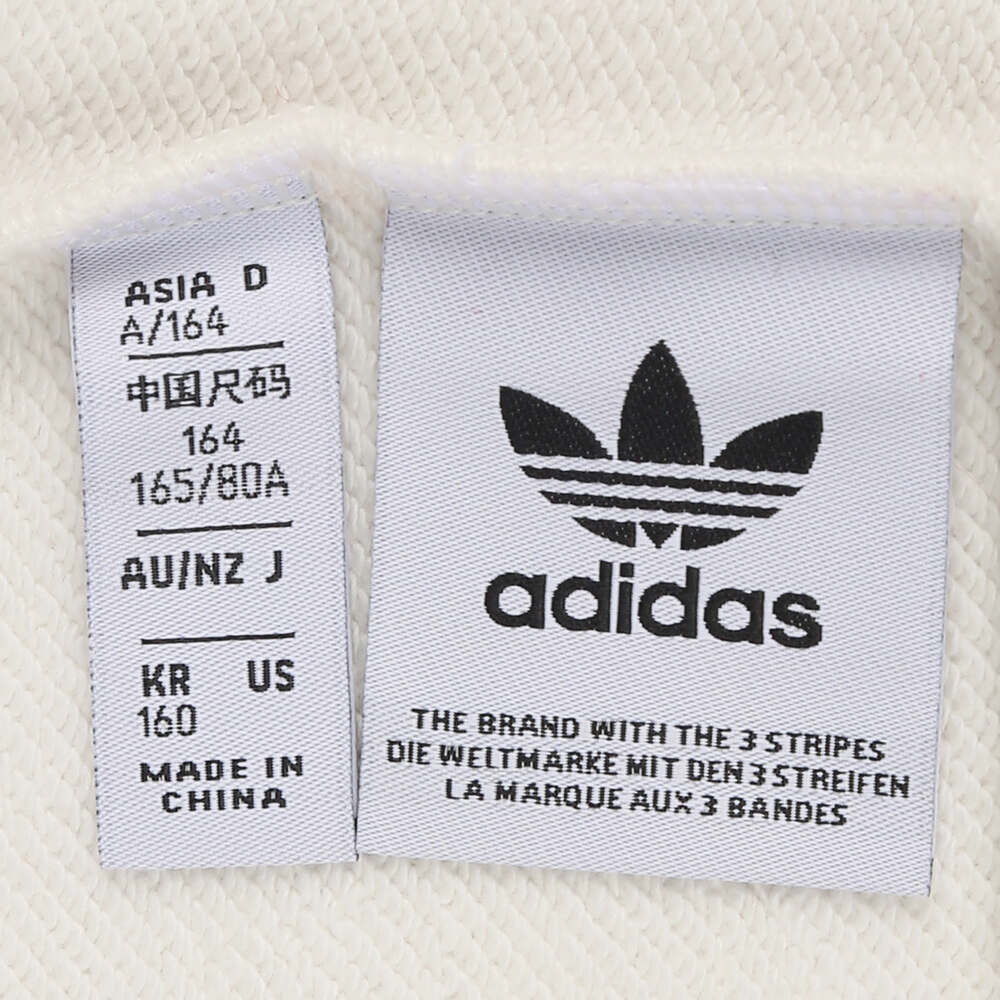 ASIA D
A/164
中国尺码
164
165/80A
AU/NZ J
KR US
160
MADE IN
CHINA
adidas
THE BRAND WITH THE 3 STRIPES
DIE WELTMARKE MIT DEN 3 STREIFEN
LA MARQUE AUX 3 BANDES